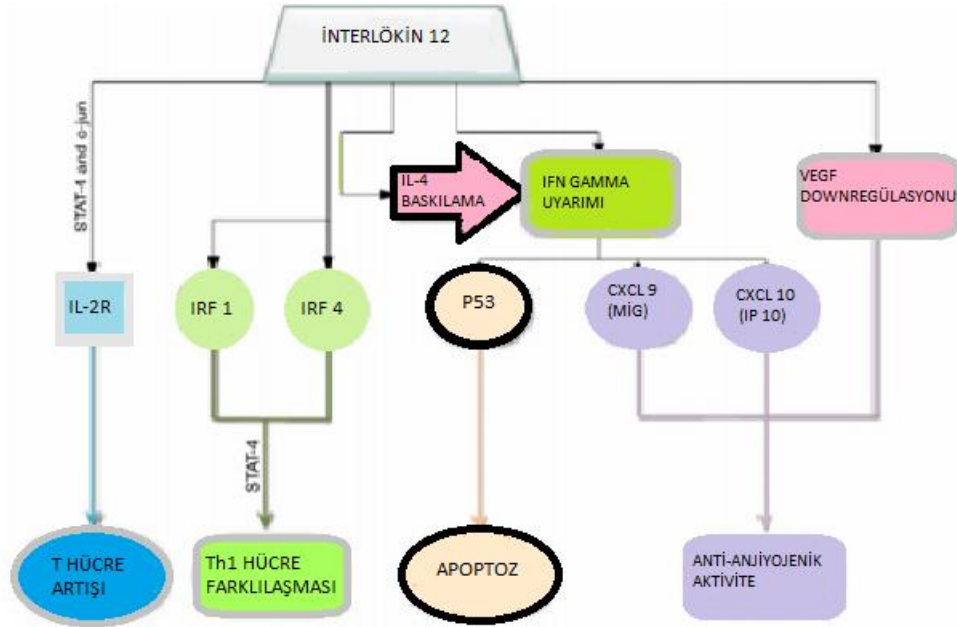 İNTERLÖKİN 12
STAT-4 and c-jun
IL-4
BASKILAMA
IFN GAMMA
UYARIMI
VEGF
DOWNREGÜLASYONU
IL-2R
IRF 1
IRF 4
P53
CXCL 9
(MİG)
CXCL 10
(IP 10)
STAT-4
T HÜCRE
ARTIŞI
Th1 HÜCRE
FARKLILAŞMASI
APOPTOZ
ANTİ-ANJİYOJENİK
AKTİVİTE